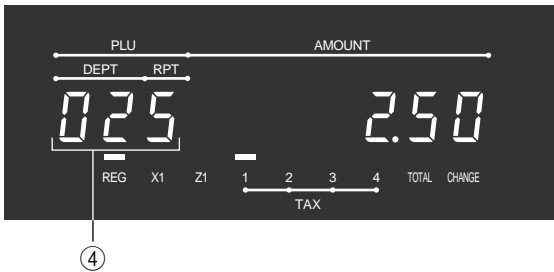 PLU AMOUNT
DEPT RPT
025 2.50
REG X1 Z1 1 2 3 4 TOTAL CHANGE
TAX
④